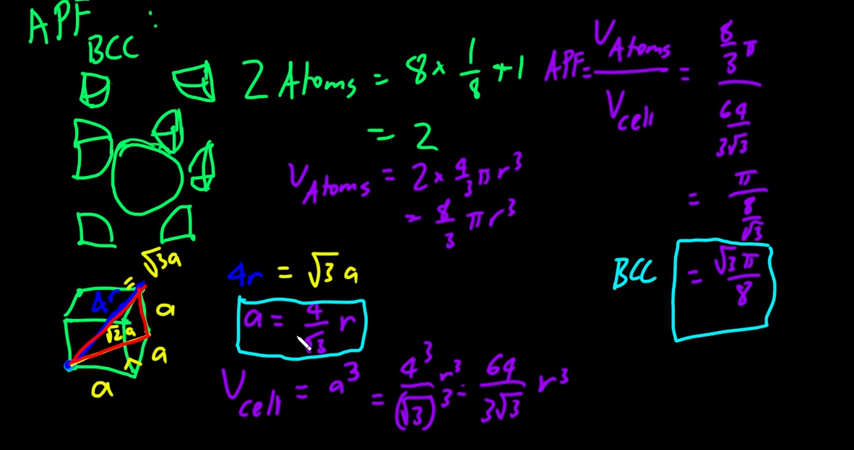 APF :
BCC
2 Atoms = 8 × 1/8 + 1
= 2
V_Atoms = 2 × 4/3 π r³
= 8/3 π r³
APF = V_Atoms / V_cell = (8/3 π) / (64 / 3√3)
= π / (8/√3)
BCC = √3 π / 8
√3a
=
4r
√2 a
a
a
a
4r = √3 a
a = 4/√3 r
V_cell = a³ = 4³ r³ / (√3)³ = 64 / 3√3 r³